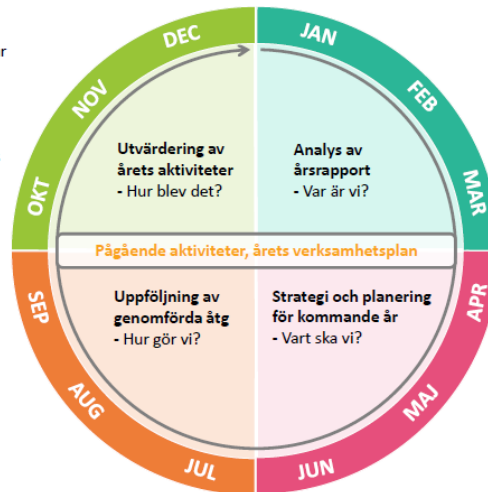 DEC
JAN
NOV
FEB
OKT
MAR
Utvärdering av
årets aktiviteter
- Hur blev det?
Analys av
årsrapport
- Var är vi?
Pågående aktiviteter, årets verksamhetsplan
Uppföljning av
genomförda åtg
- Hur gör vi?
Strategi och planering
för kommande år
- Vart ska vi?
SEP
APR
AUG
MAJ
JUL
JUN